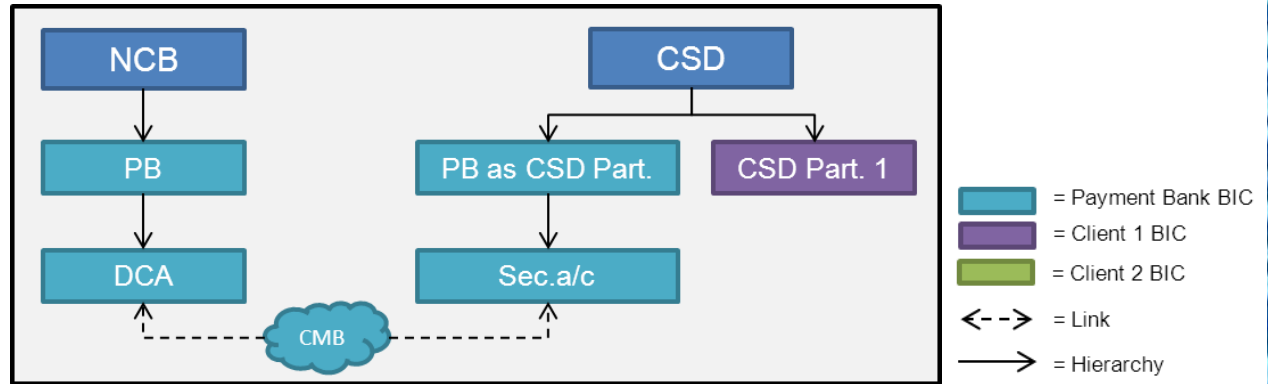 NCB
CSD
PB
PB as CSD Part.
CSD Part. 1
DCA
Sec.a/c
CMB
= Payment Bank BIC
= Client 1 BIC
= Client 2 BIC
= Link
= Hierarchy